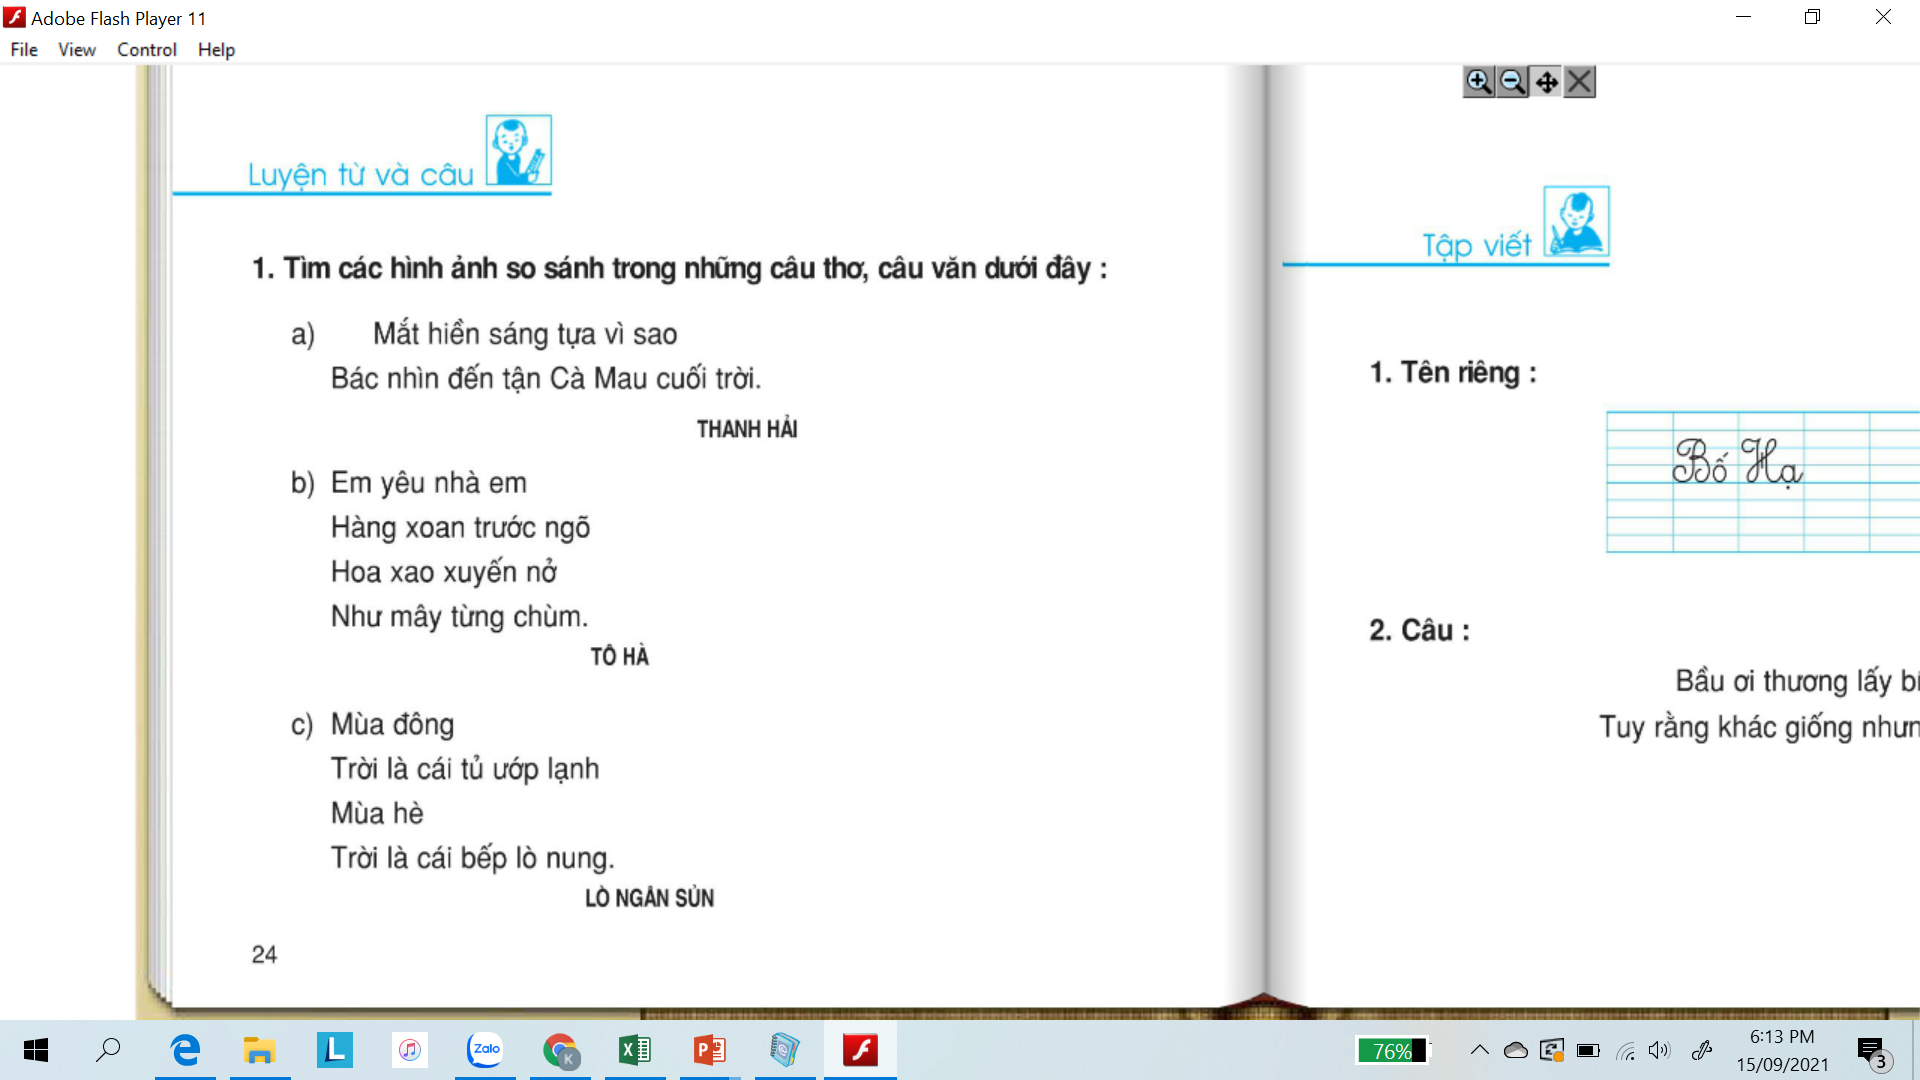 Adobe Flash Player 11
File View Control Help
Luyện từ và câu
1. Tìm các hình ảnh so sánh trong những câu thơ, câu văn dưới đây :
a) Mắt hiền sáng tựa vì sao
Bác nhìn đến tận Cà Mau cuối trời.
THANH HẢI
b) Em yêu nhà em
Hàng xoan trước ngõ
Hoa xao xuyến nở
Như mây từng chùm.
TÔ HÀ
c) Mùa đông
Trời là cái tủ ướp lạnh
Mùa hè
Trời là cái bếp lò nung.
LÒ NGÂN SỦN
24
Tập viết
1. Tên riêng :
Bố Hạ
2. Câu :
Bầu ơi thương lấy
Tuy rằng khác giống
L
Zalo
K
76%
6:13 PM
15/09/2021
3